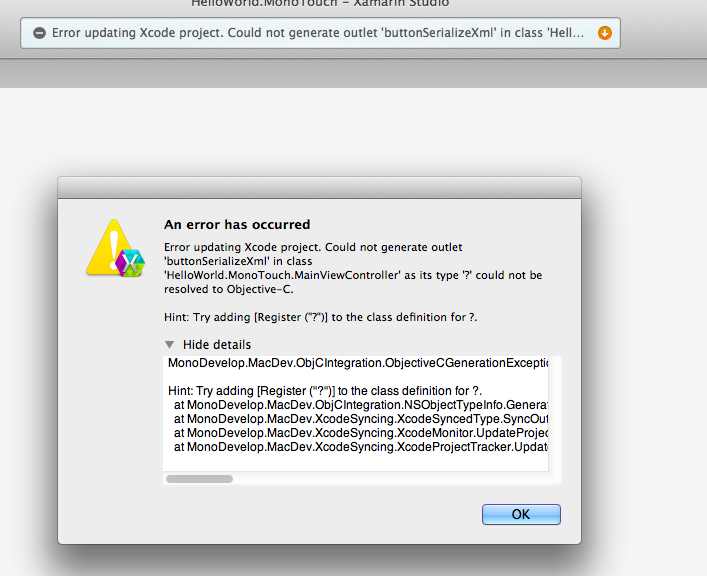 HelloWorld.MonoTouch – Xamarin Studio
Error updating Xcode project. Could not generate outlet 'buttonSerializeXml' in class 'Hell...
An error has occurred
Error updating Xcode project. Could not generate outlet
'buttonSerializeXml' in class
'HelloWorld.MonoTouch.MainViewController' as its type '?' could not be
resolved to Objective-C.
Hint: Try adding [Register ("?")] to the class definition for ?.
Hide details
MonoDevelop.MacDev.ObjCIntegration.ObjectiveCGenerationExcepti
Hint: Try adding [Register ("?")] to the class definition for ?.
at MonoDevelop.MacDev.ObjCIntegration.NSObjectTypeInfo.Genera
at MonoDevelop.MacDev.XcodeSyncing.XcodeSyncedType.SyncOut
at MonoDevelop.MacDev.XcodeSyncing.XcodeMonitor.UpdateProjec
at MonoDevelop.MacDev.XcodeSyncing.XcodeProjectTracker.Update
OK